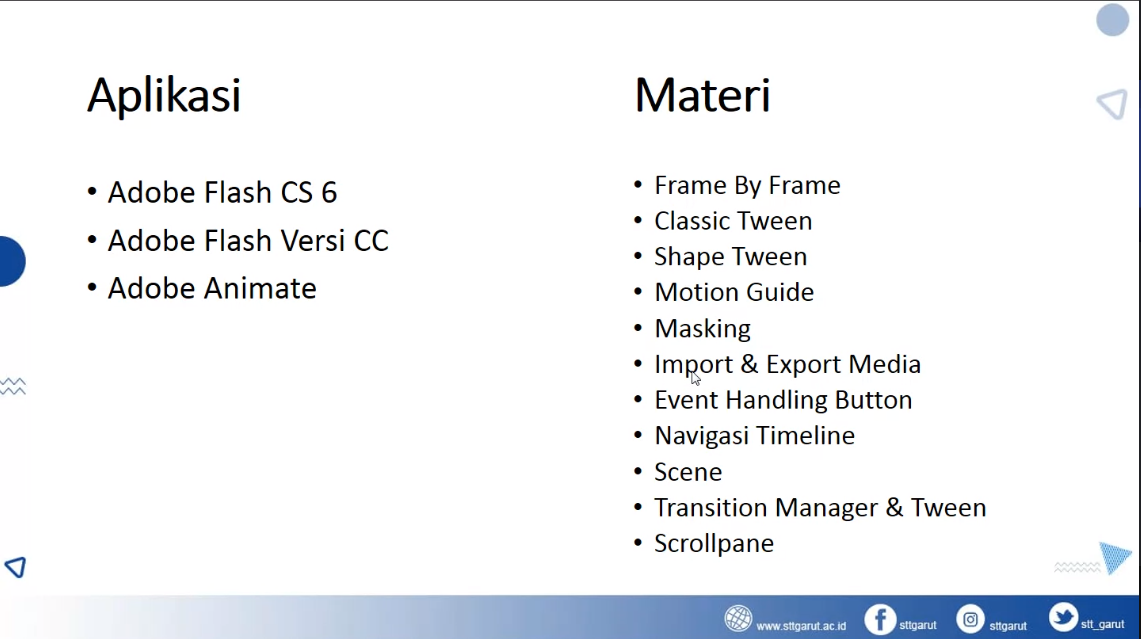 Aplikasi
• Adobe Flash CS 6
• Adobe Flash Versi CC
• Adobe Animate
Materi
• Frame By Frame
• Classic Tween
• Shape Tween
• Motion Guide
• Masking
• Import & Export Media
• Event Handling Button
• Navigasi Timeline
• Scene
• Transition Manager & Tween
• Scrollpane
www.sttgarut.ac.id
sttgarut
sttgarut
stt_garut